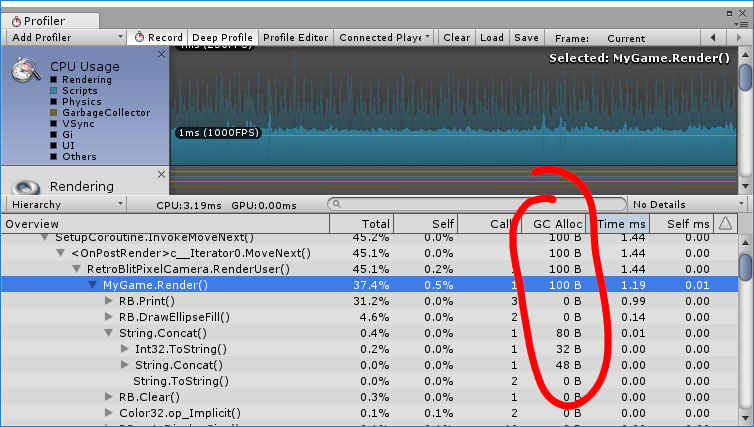 Profiler
Add Profiler Record Deep Profile Profiler Editor Connected Playe Clear Load Save Frame: Current
CPU Usage
Rendering
Scripts
Physics
GarbageCollector
VSync
Gi
UI
Others
Selected: MyGame.Render()
1ms (1000FPS)
Rendering
Hierarchy CPU:3.19ms GPU:0.00ms No Details
Overview Total Self Call GC Alloc Time ms Self ms
SetupCoroutine.InvokeMoveNext() 45.2% 0.0% 1 100 B 1.44 0.00
<OnPostRender>c__Iterator0.MoveNext() 45.1% 0.0% 1 100 B 1.44 0.00
RetroBlitPixelCamera.RenderUser() 45.1% 0.2% 1 100 B 1.44 0.00
MyGame.Render() 37.4% 0.5% 1 100 B 1.19 0.01
RB.Print() 31.2% 0.0% 3 0 B 0.99 0.00
RB.DrawEllipseFill() 4.6% 0.0% 2 0 B 0.14 0.00
String.Concat() 0.4% 0.0% 1 80 B 0.01 0.00
Int32.ToString() 0.2% 0.0% 1 32 B 0.00 0.00
String.Concat() 0.0% 0.0% 1 48 B 0.00 0.00
String.ToString() 0.0% 0.0% 2 0 B 0.00 0.00
RB.Clear() 0.3% 0.0% 1 0 B 0.00 0.00
Color32.op_Implicit() 0.1% 0.1% 2 0 B 0.00 0.00